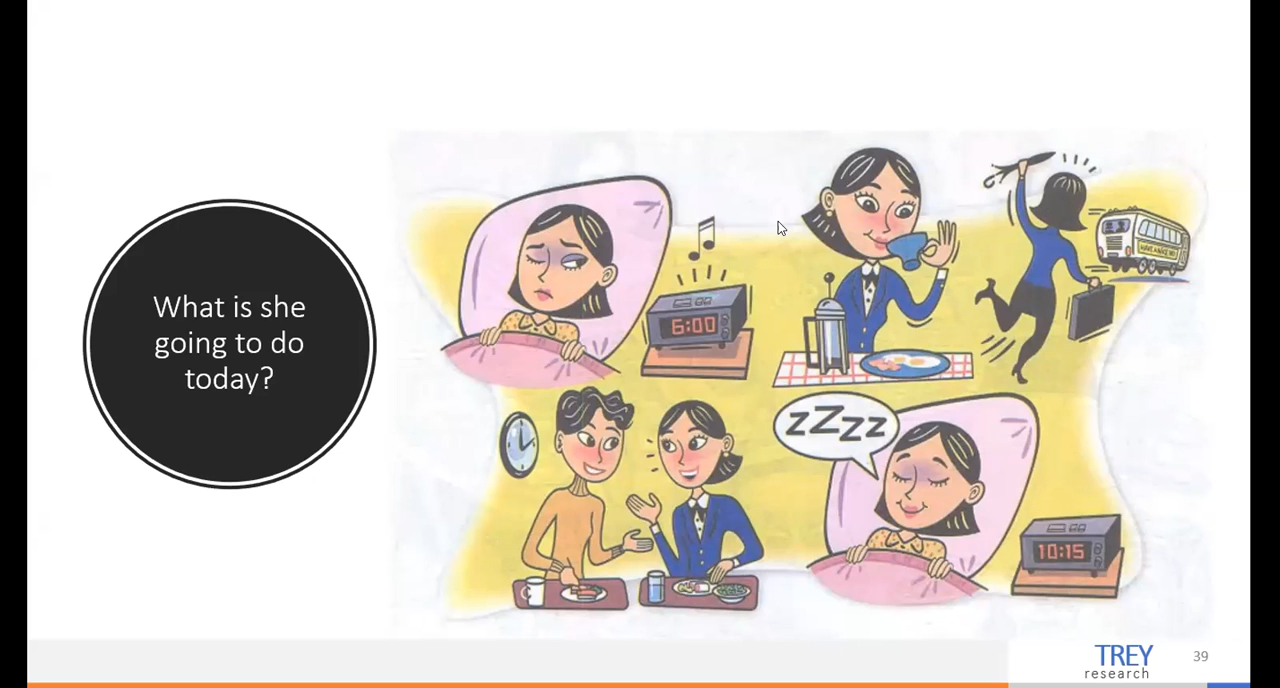 What is she
going to do
today?
6:00
zZzz
10:15
TREY
research
39